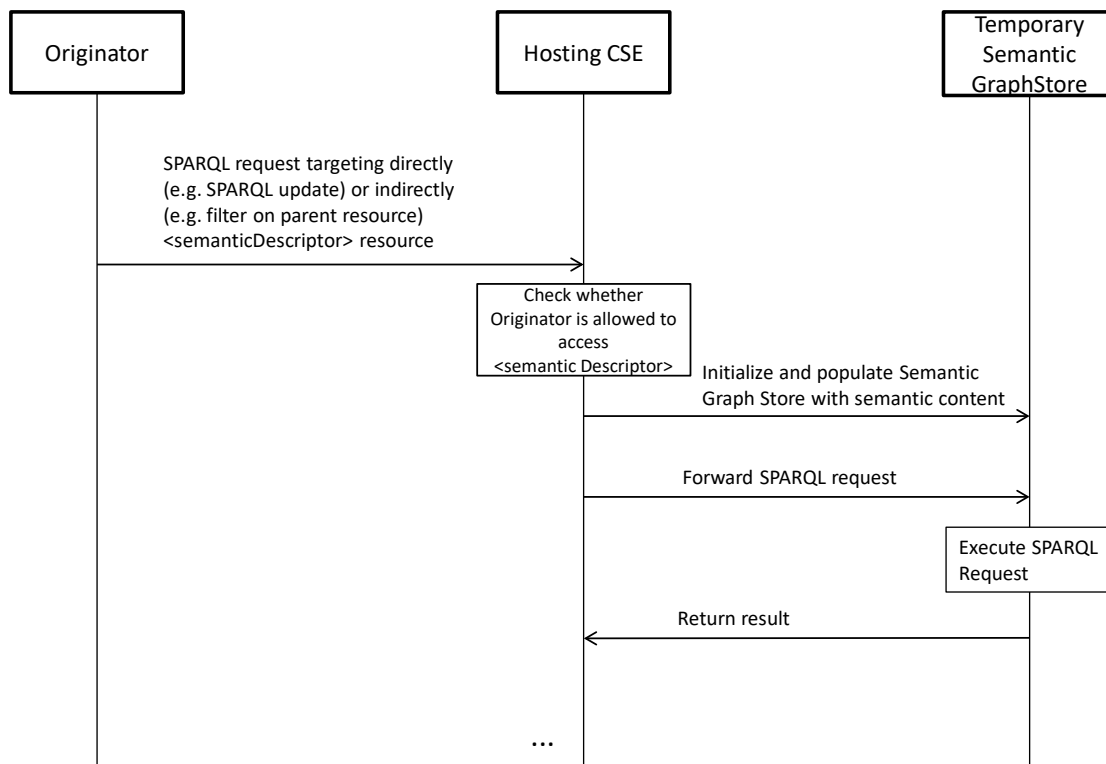 Originator
Hosting CSE
Temporary
Semantic
GraphStore
SPARQL request targeting directly
(e.g. SPARQL update) or indirectly
(e.g. filter on parent resource)
<semanticDescriptor> resource
Check whether
Originator is allowed to
access
<semantic Descriptor>
Initialize and populate Semantic
Graph Store with semantic content
Forward SPARQL request
Execute SPARQL
Request
Return result
...